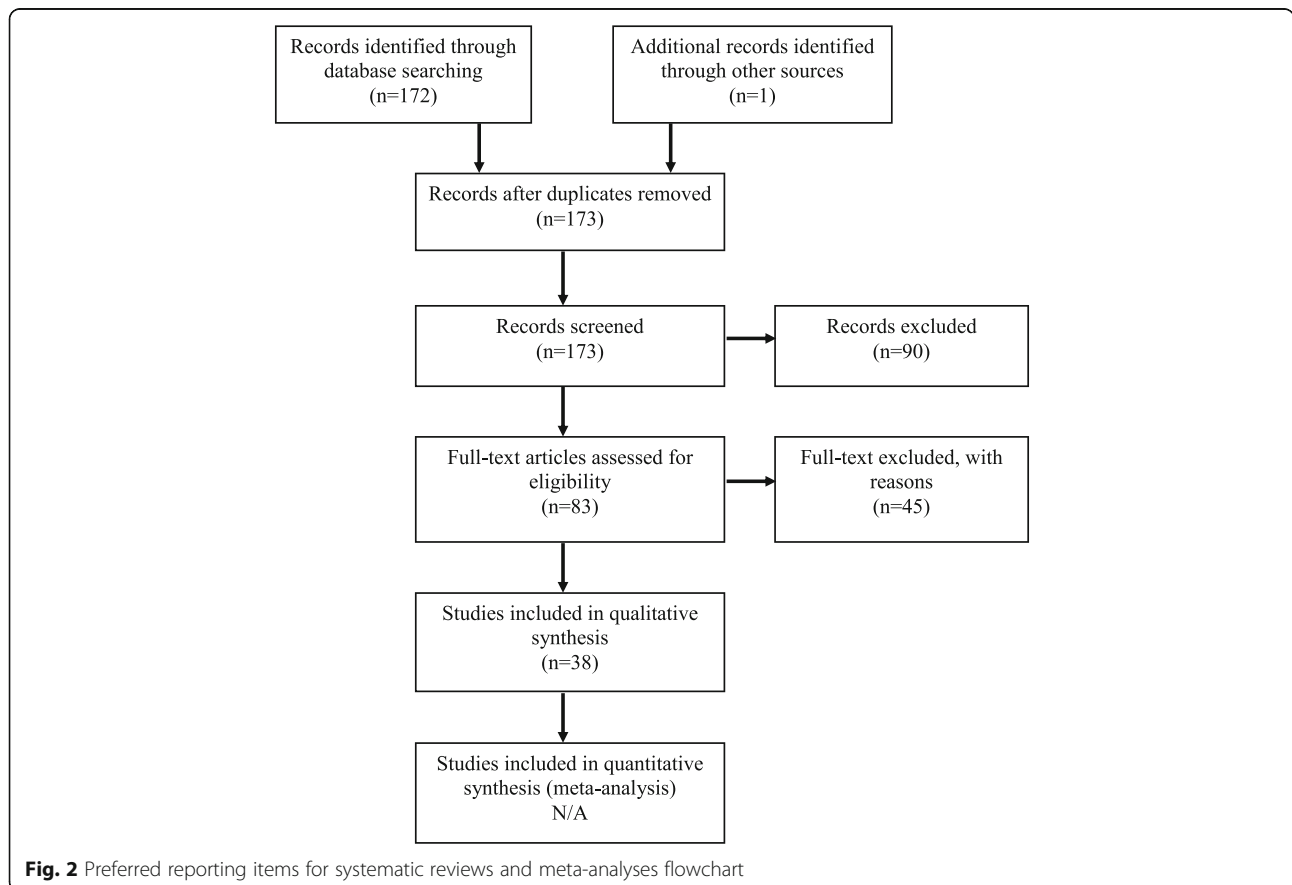 Records identified through
database searching
(n=172)
Additional records identified
through other sources
(n=1)
Records after duplicates removed
(n=173)
Records screened
(n=173)
Records excluded
(n=90)
Full-text articles assessed for
eligibility
(n=83)
Full-text excluded, with
reasons
(n=45)
Studies included in qualitative
synthesis
(n=38)
Studies included in quantitative
synthesis (meta-analysis)
N/A
Fig. 2 Preferred reporting items for systematic reviews and meta-analyses flowchart